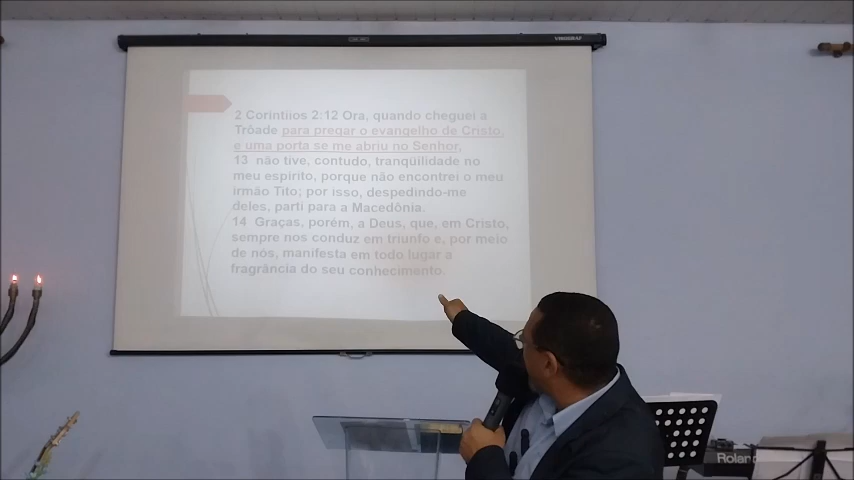 VISOGRAF
2 Coríntiios 2:12 Ora, quando cheguei a
Trôade para pregar o evangelho de Cristo,
e uma porta se me abriu no Senhor,
13 não tive, contudo, tranqüilidade no
meu espírito, porque não encontrei o meu
irmão Tito; por isso, despedindo-me
deles, parti para a Macedônia.
14 Graças, porém, a Deus, que, em Cristo,
sempre nos conduz em triunfo e, por meio
de nós, manifesta em todo lugar a
fragrância do seu conhecimento.
Roland